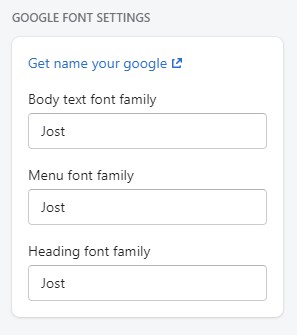 GOOGLE FONT SETTINGS
Get name your google
Body text font family
Jost
Menu font family
Jost
Heading font family
Jost